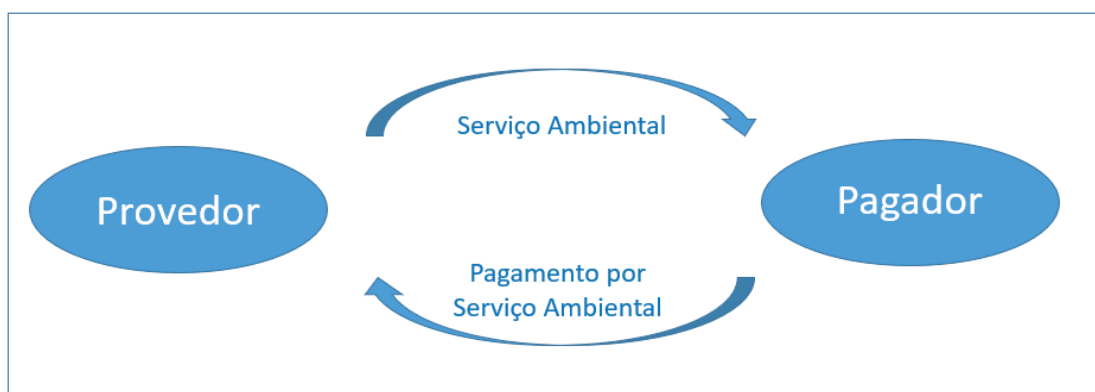 Serviço Ambiental
Provedor
Pagador
Pagamento por
Serviço Ambiental